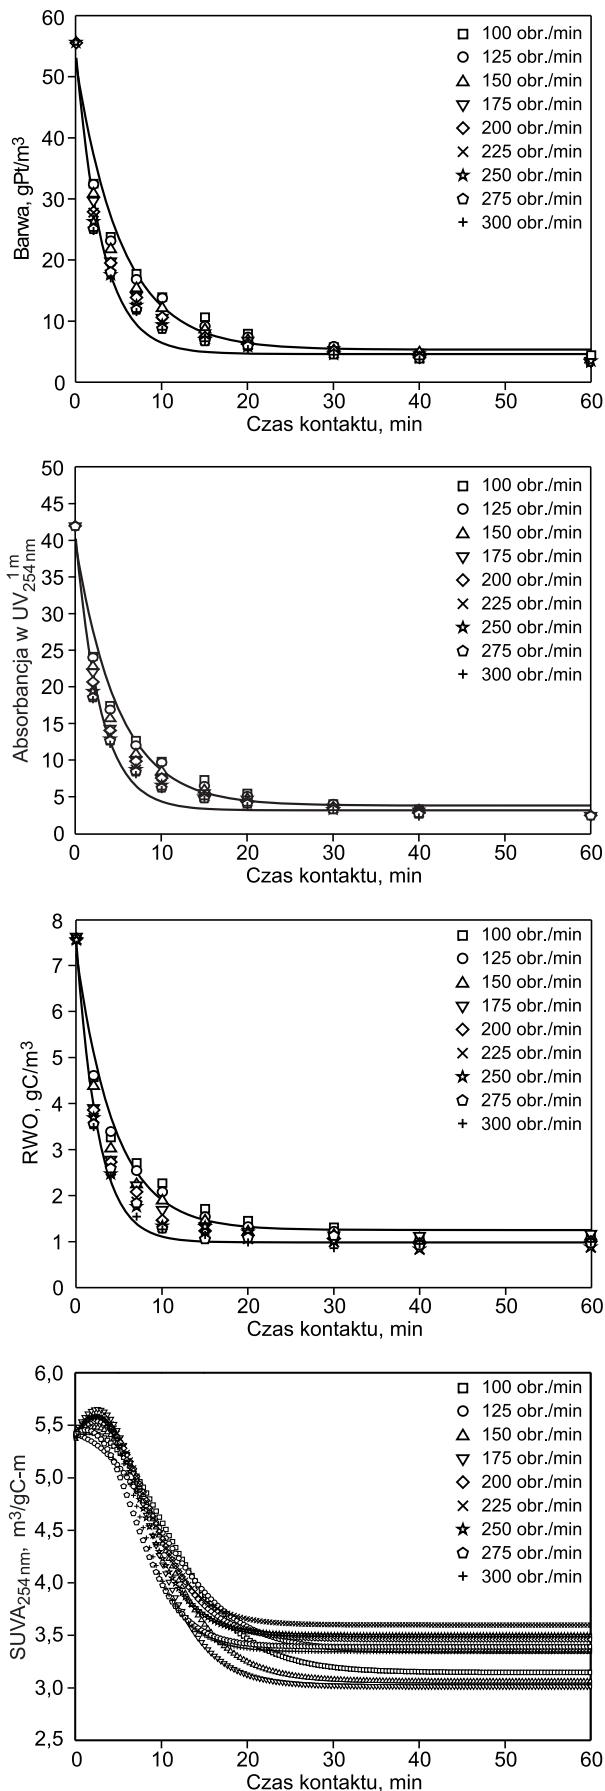 60
50
40
30
20
10
0
Barwa, gPt/m³
100 obr./min
125 obr./min
150 obr./min
175 obr./min
200 obr./min
225 obr./min
250 obr./min
275 obr./min
300 obr./min
0 10 20 30 40 50 60
Czas kontaktu, min
50
45
40
35
30
25
20
15
10
5
0
Absorbancja w UV 1 m 254 nm
100 obr./min
125 obr./min
150 obr./min
175 obr./min
200 obr./min
225 obr./min
250 obr./min
275 obr./min
300 obr./min
0 10 20 30 40 50 60
Czas kontaktu, min
8
7
6
5
4
3
2
1
0
RWO, gC/m³
100 obr./min
125 obr./min
150 obr./min
175 obr./min
200 obr./min
225 obr./min
250 obr./min
275 obr./min
300 obr./min
0 10 20 30 40 50 60
Czas kontaktu, min
6,0
5,5
5,0
4,5
4,0
3,5
3,0
2,5
SUVA254 nm, m³/gC-m
100 obr./min
125 obr./min
150 obr./min
175 obr./min
200 obr./min
225 obr./min
250 obr./min
275 obr./min
300 obr./min
0 10 20 30 40 50 60
Czas kontaktu, min